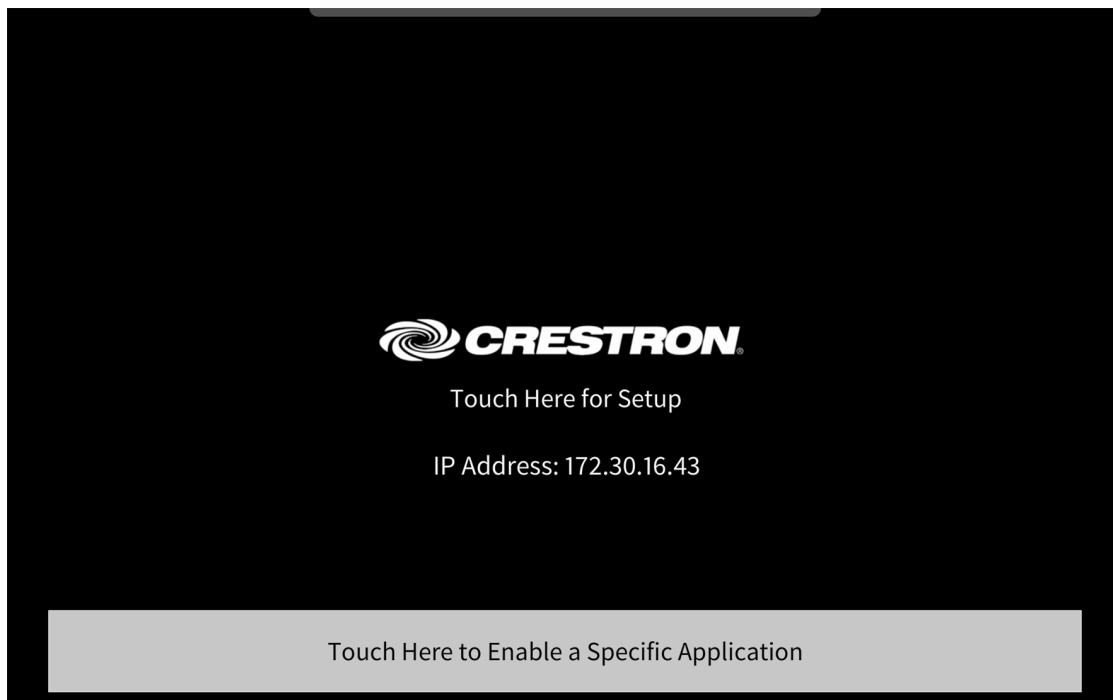 CRESTRON®
Touch Here for Setup
IP Address: 172.30.16.43
Touch Here to Enable a Specific Application